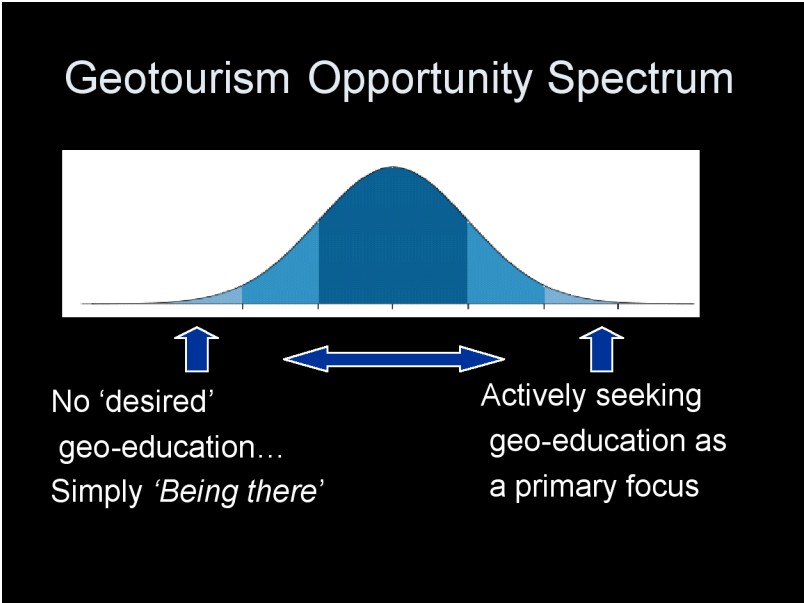 Geotourism Opportunity Spectrum
No ‘desired’
geo-education…
Simply ‘Being there’
Actively seeking
geo-education as
a primary focus